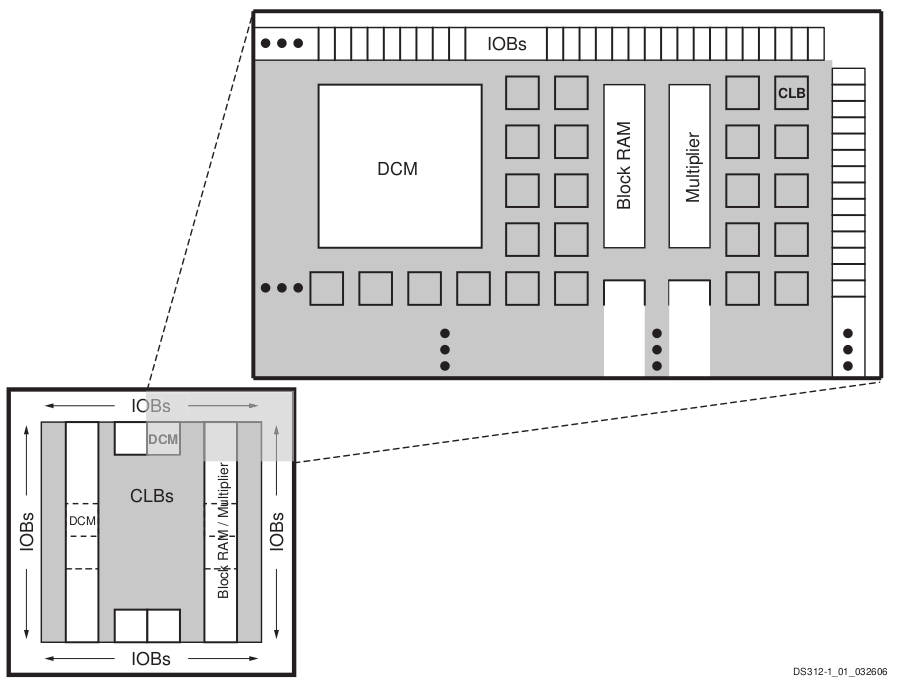 IOBs
CLB
DCM
Block RAM
Multiplier
IOBs
DCM
CLBs
DCM
Block RAM / Multiplier
IOBs
IOBs
IOBs
DS312-1_01_032606